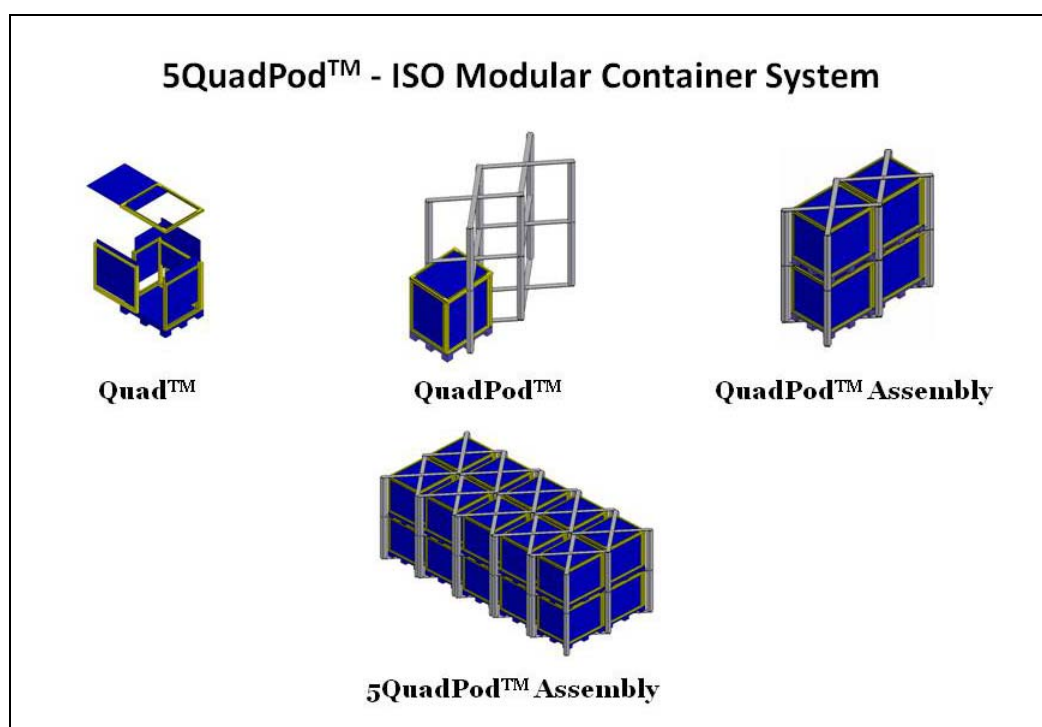 5QuadPod™ - ISO Modular Container System
Quad™
QuadPod™
QuadPod™ Assembly
5QuadPod™ Assembly